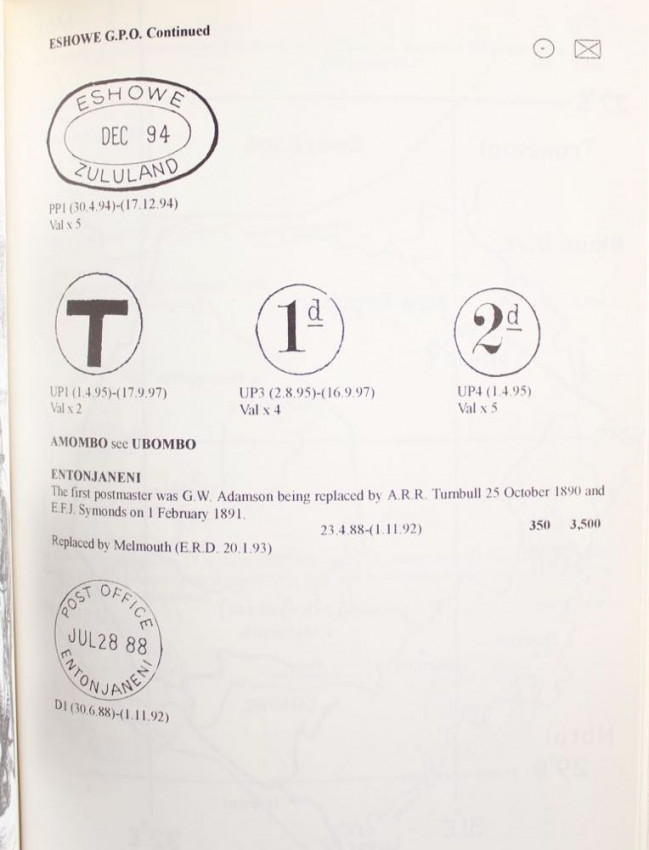 ESHOWE G.P.O. Continued
ESHOWE
DEC 94
ZULULAND
PP1 (30.4.94)-(17.12.94)
Val x 5
T
1d
2d
UP1 (1.4.95)-(17.9.97)
Val x 2
UP3 (2.8.95)-(16.9.97)
Val x 4
UP4 (1.4.95)
Val x 5
AMOMBO see UBOMBO
ENTONJANENI
The first postmaster was G.W. Adamson being replaced by A.R.R. Turnbull 25 October 1890 and
E.F.J. Symonds on 1 February 1891.
23.4.88-(1.11.92) 350 3,500
Replaced by Melmouth (E.R.D. 20.1.93)
POST OFFICE
JUL28 88
ENTONJANENI
D1 (30.6.88)-(1.11.92)